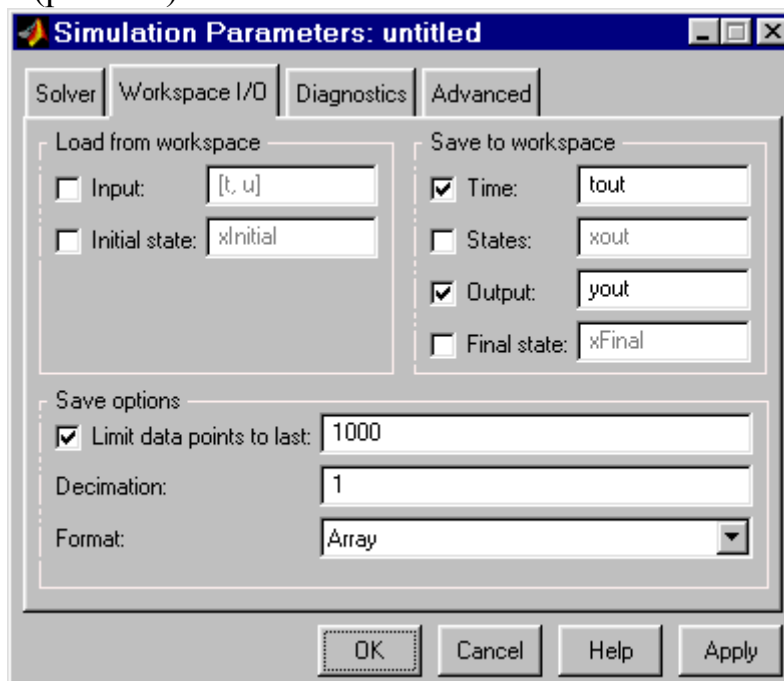 Simulation Parameters: untitled
Solver Workspace I/O Diagnostics Advanced
Load from workspace
Input: [t, u]
Initial state: xInitial
Save to workspace
Time: tout
States: xout
Output: yout
Final state: xFinal
Save options
Limit data points to last: 1000
Decimation: 1
Format: Array
OK Cancel Help Apply